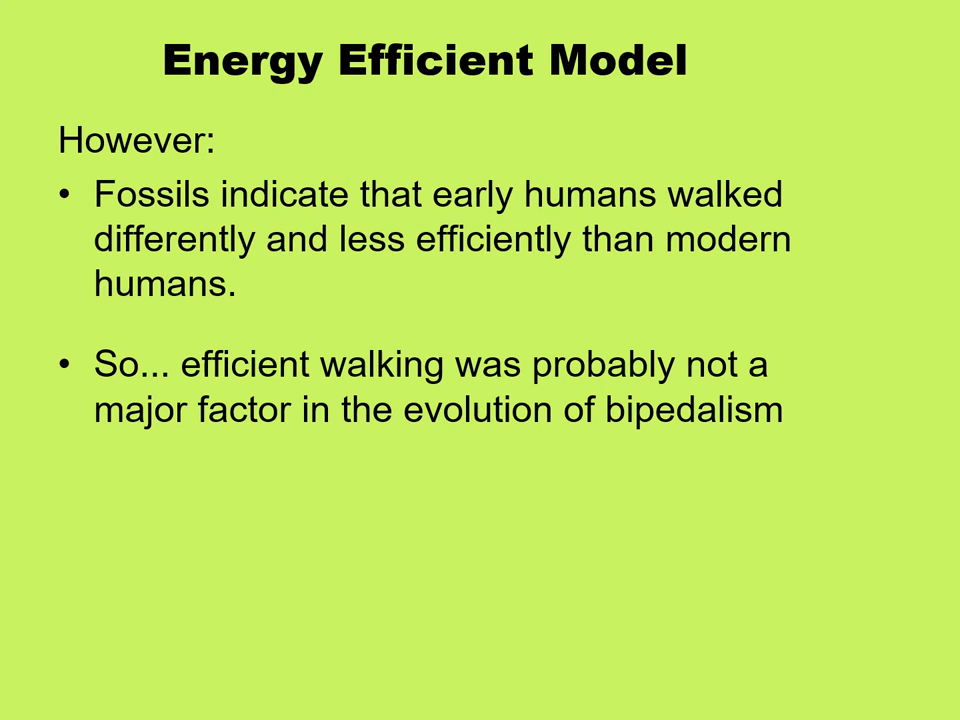 Energy Efficient Model
However:
• Fossils indicate that early humans walked
differently and less efficiently than modern
humans.
• So... efficient walking was probably not a
major factor in the evolution of bipedalism